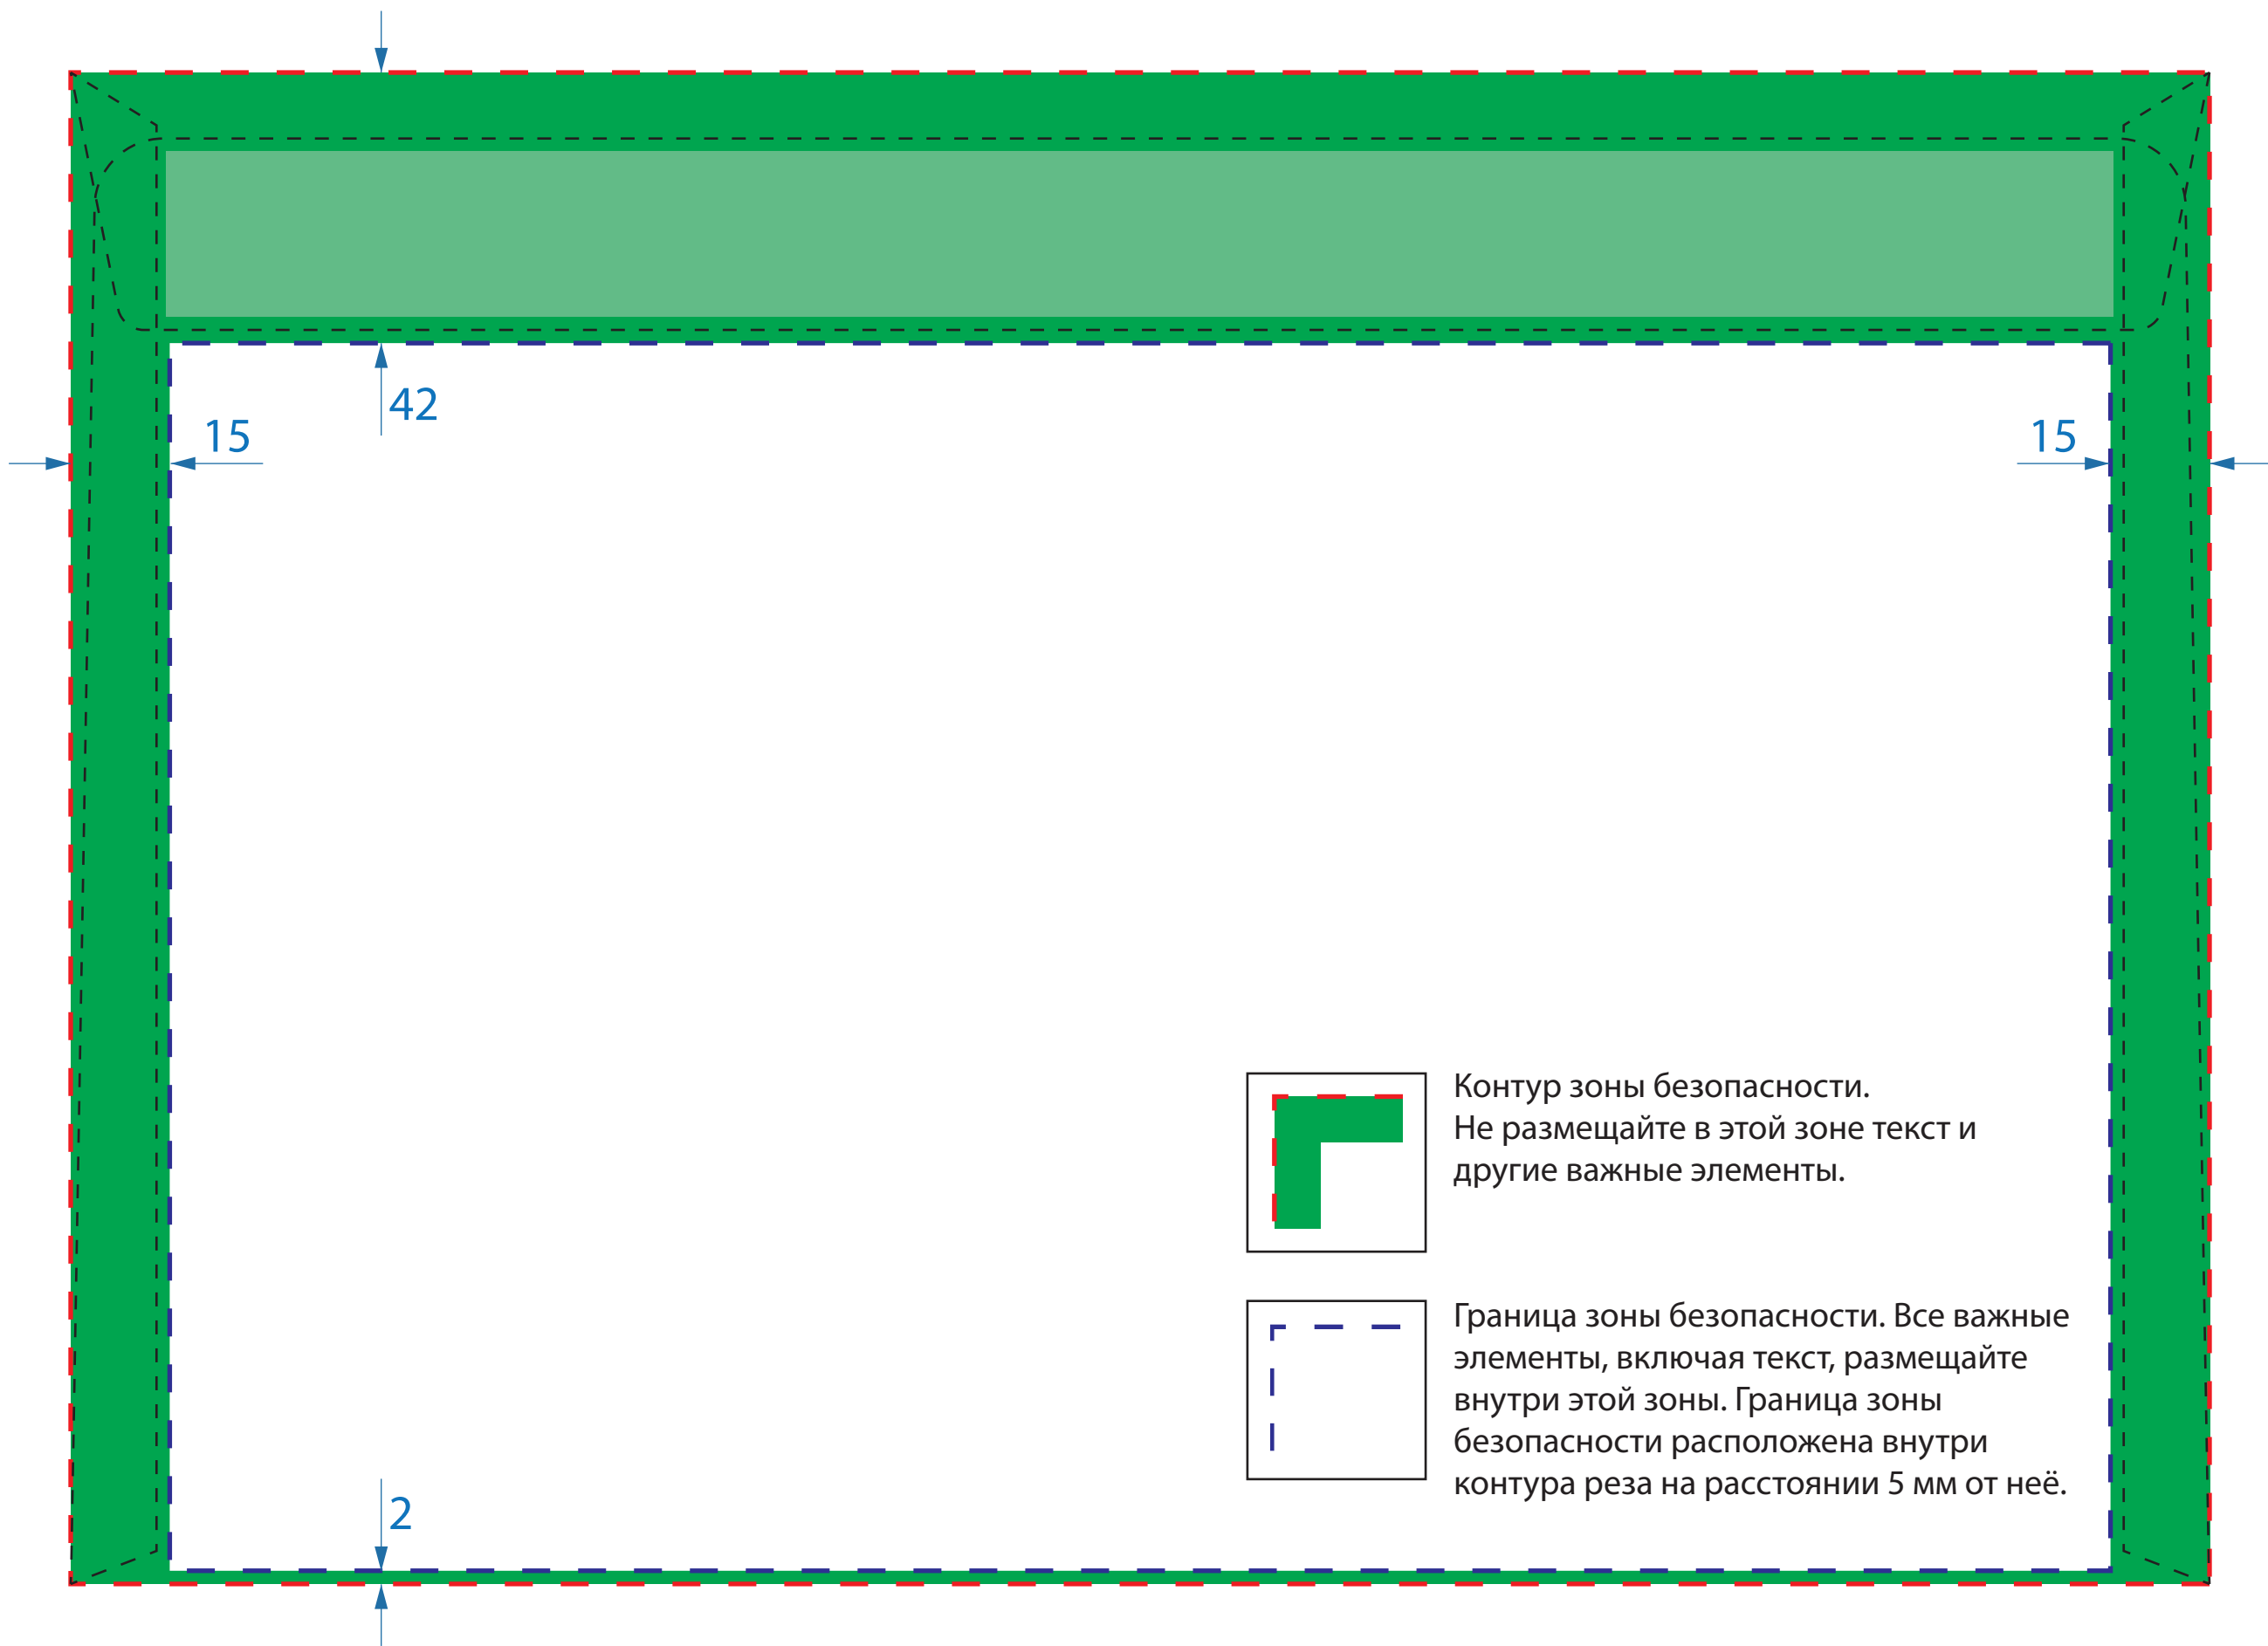 42
15
15
Контур зоны безопасности.
Не размещайте в этой зоне текст и
другие важные элементы.
Граница зоны безопасности. Все важные
элементы, включая текст, размещайте
внутри этой зоны. Граница зоны
безопасности расположена внутри
контура реза на расстоянии 5 мм от неё.
2